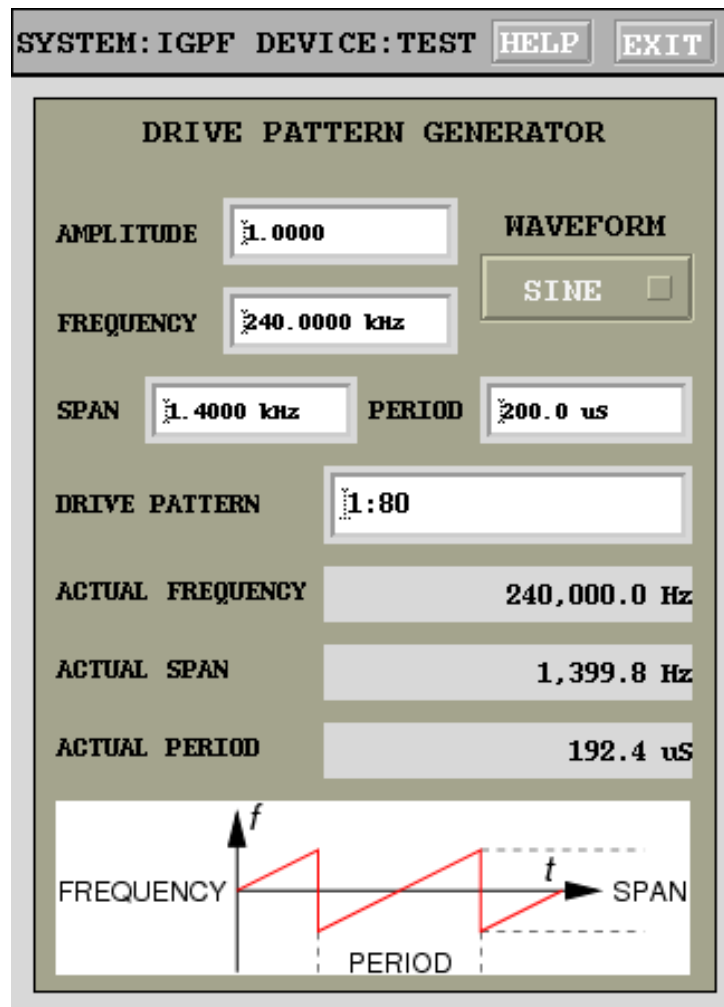 SYSTEM:IGPF DEVICE:TEST HELP EXIT
DRIVE PATTERN GENERATOR
AMPLITUDE 1.0000 WAVEFORM
SINE
FREQUENCY 240.0000 kHz
SPAN 1.4000 kHz PERIOD 200.0 uS
DRIVE PATTERN 1:80
ACTUAL FREQUENCY 240,000.0 Hz
ACTUAL SPAN 1,399.8 Hz
ACTUAL PERIOD 192.4 uS
f
FREQUENCY t SPAN
PERIOD